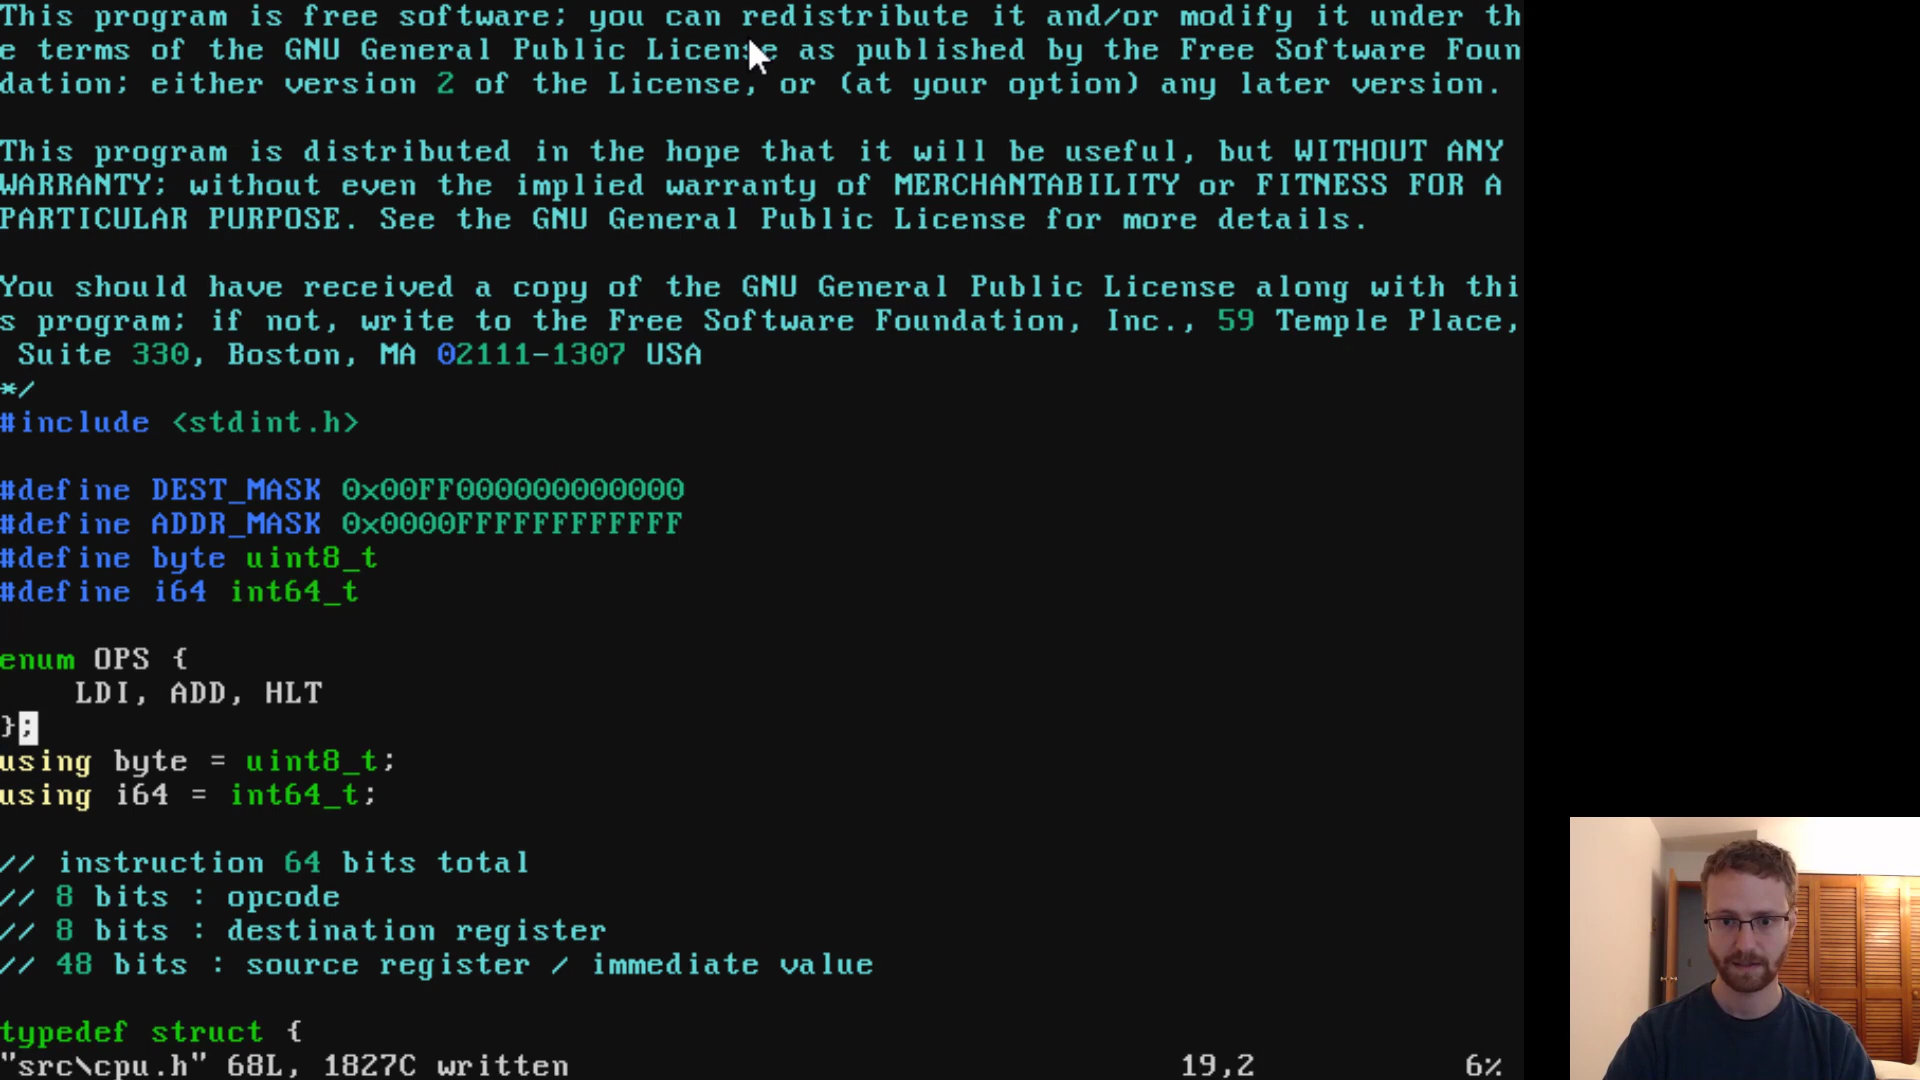 This program is free software; you can redistribute it and/or modify it under th
e terms of the GNU General Public License as published by the Free Software Foun
dation; either version 2 of the License, or (at your option) any later version.
This program is distributed in the hope that it will be useful, but WITHOUT ANY
WARRANTY; without even the implied warranty of MERCHANTABILITY or FITNESS FOR A
PARTICULAR PURPOSE. See the GNU General Public License for more details.
You should have received a copy of the GNU General Public License along with thi
s program; if not, write to the Free Software Foundation, Inc., 59 Temple Place,
 Suite 330, Boston, MA 02111-1307 USA
*/
#include <stdint.h>
#define DEST_MASK 0x00FF000000000000
#define ADDR_MASK 0x0000FFFFFFFFFFFF
#define byte uint8_t
#define i64 int64_t
enum OPS {
    LDI, ADD, HLT
};
using byte = uint8_t;
using i64 = int64_t;
// instruction 64 bits total
// 8 bits : opcode
// 8 bits : destination register
// 48 bits : source register / immediate value
typedef struct {
"src\cpu.h" 68L, 1827C written 19,2 6%